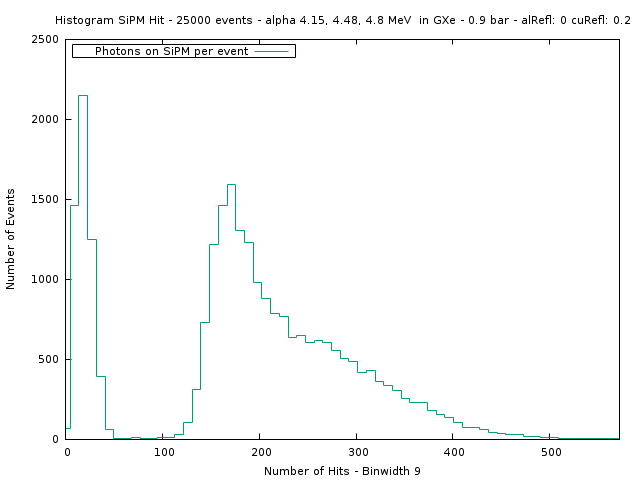 Histogram SiPM Hit - 25000 events - alpha 4.15, 4.48, 4.8 MeV  in GXe - 0.9 bar - alRefl: 0 cuRefl: 0.2
Photons on SiPM per event
2500
2000
1500
1000
500
0
Number of Events
0 100 200 300 400 500
Number of Hits - Binwidth 9